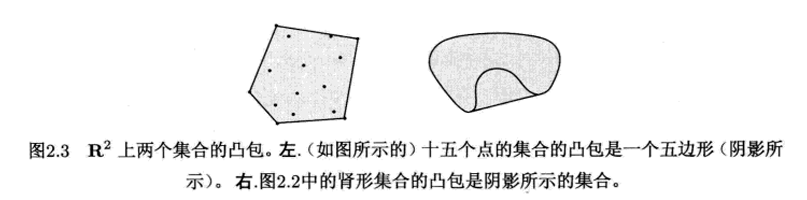 图2.3 R² 上两个集合的凸包。左.(如图所示的)十五个点的集合的凸包是一个五边形(阴影所
示)。右.图2.2中的肾形集合的凸包是阴影所示的集合。